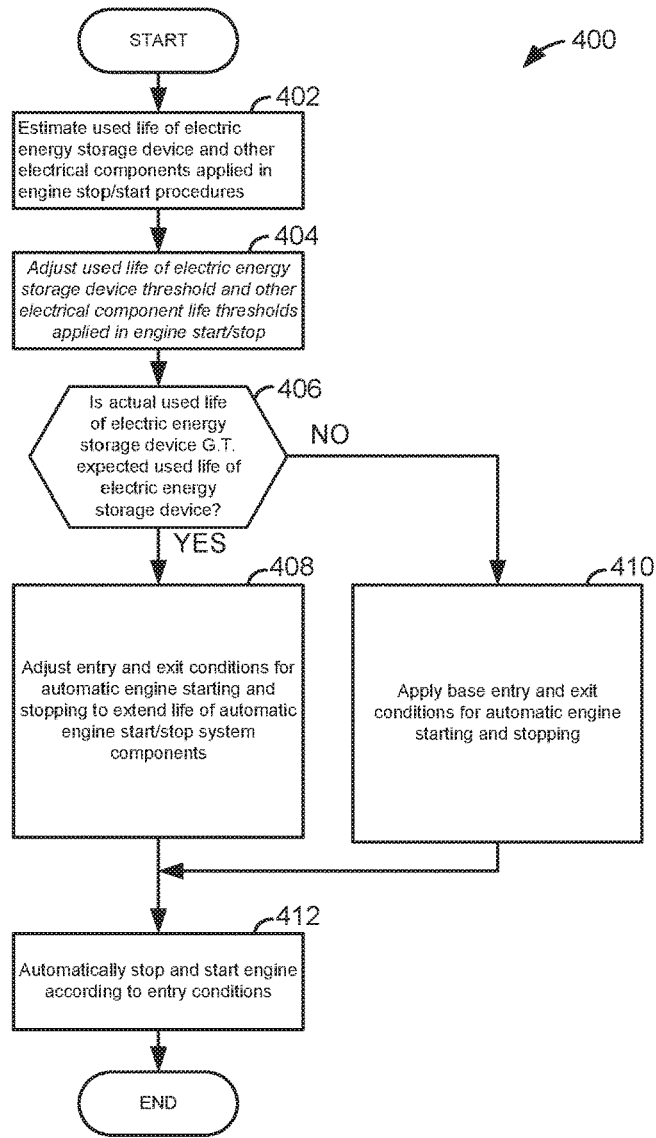 START
400
402
Estimate used life of electric
energy storage device and other
electrical components applied in
engine stop/start procedures
404
Adjust used life of electric energy
storage device threshold and other
electrical component life thresholds
applied in engine start/stop
406
Is actual used life
of electric energy
storage device G.T.
expected used life of
electric energy
storage device?
NO
YES
408
Adjust entry and exit conditions for
automatic engine starting and
stopping to extend life of automatic
engine start/stop system
components
410
Apply base entry and exit
conditions for automatic engine
starting and stopping
412
Automatically stop and start engine
according to entry conditions
END